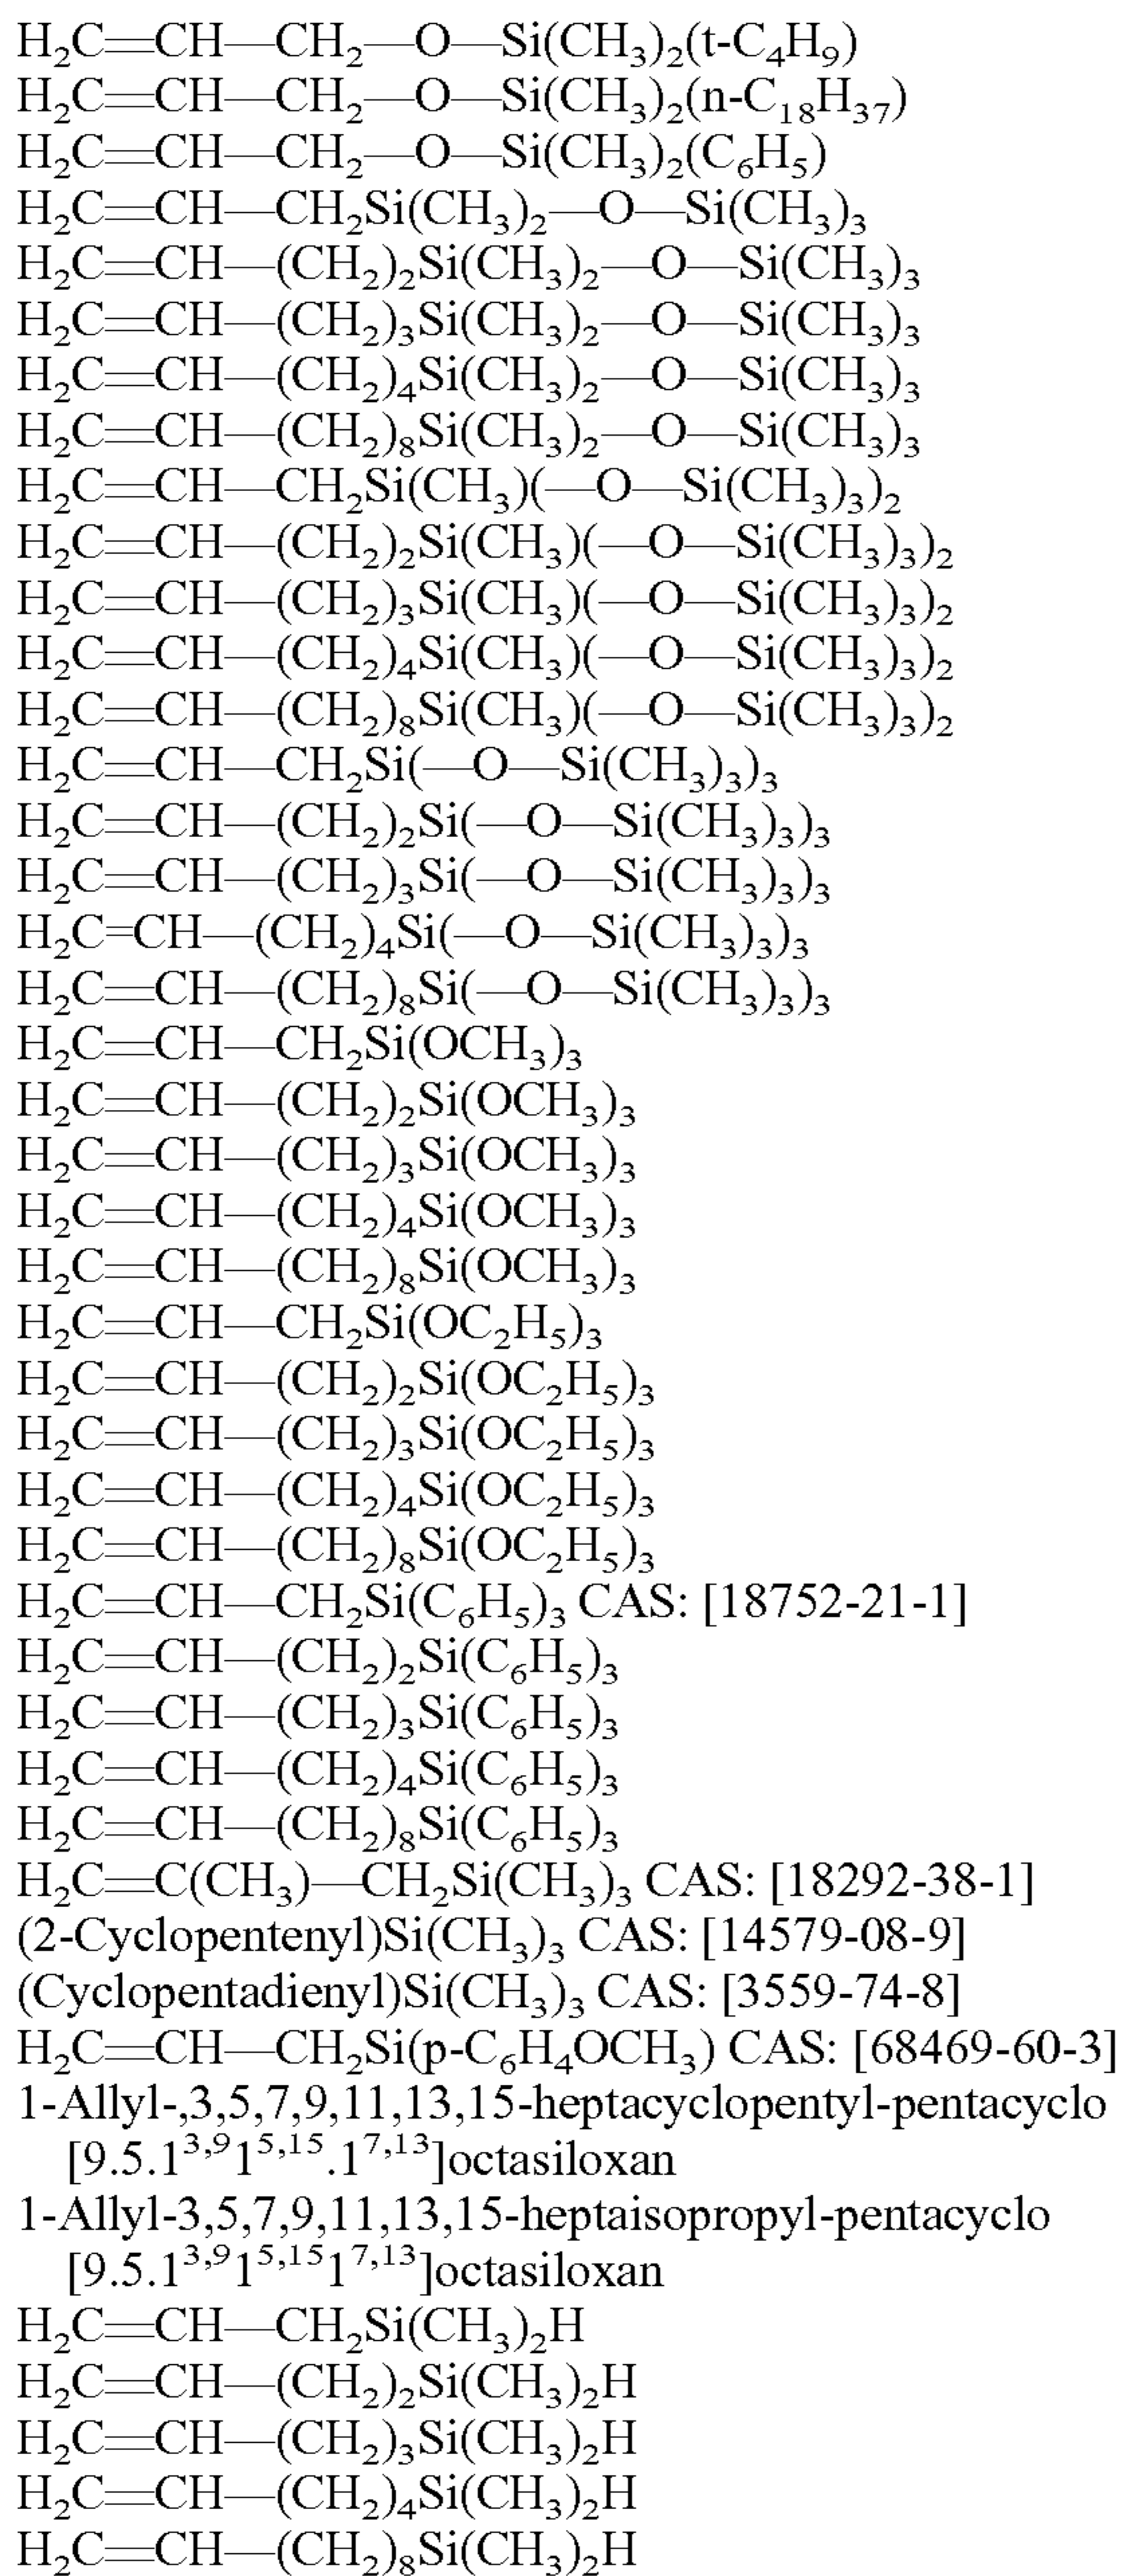 H₂C=CH—CH₂—O—Si(CH₃)₂(t-C₄H₉)
H₂C=CH—CH₂—O—Si(CH₃)₂(n-C₁₈H₃₇)
H₂C=CH—CH₂—O—Si(CH₃)₂(C₆H₅)
H₂C=CH—CH₂Si(CH₃)₂—O—Si(CH₃)₃
H₂C=CH—(CH₂)₂Si(CH₃)₂—O—Si(CH₃)₃
H₂C=CH—(CH₂)₃Si(CH₃)₂—O—Si(CH₃)₃
H₂C=CH—(CH₂)₄Si(CH₃)₂—O—Si(CH₃)₃
H₂C=CH—(CH₂)₈Si(CH₃)₂—O—Si(CH₃)₃
H₂C=CH—CH₂Si(CH₃)(—O—Si(CH₃)₃)₂
H₂C=CH—(CH₂)₂Si(CH₃)(—O—Si(CH₃)₃)₂
H₂C=CH—(CH₂)₃Si(CH₃)(—O—Si(CH₃)₃)₂
H₂C=CH—(CH₂)₄Si(CH₃)(—O—Si(CH₃)₃)₂
H₂C=CH—(CH₂)₈Si(CH₃)(—O—Si(CH₃)₃)₂
H₂C=CH—CH₂Si(—O—Si(CH₃)₃)₃
H₂C=CH—(CH₂)₂Si(—O—Si(CH₃)₃)₃
H₂C=CH—(CH₂)₃Si(—O—Si(CH₃)₃)₃
H₂C=CH—(CH₂)₄Si(—O—Si(CH₃)₃)₃
H₂C=CH—(CH₂)₈Si(—O—Si(CH₃)₃)₃
H₂C=CH—CH₂Si(OCH₃)₃
H₂C=CH—(CH₂)₂Si(OCH₃)₃
H₂C=CH—(CH₂)₃Si(OCH₃)₃
H₂C=CH—(CH₂)₄Si(OCH₃)₃
H₂C=CH—(CH₂)₈Si(OCH₃)₃
H₂C=CH—CH₂Si(OC₂H₅)₃
H₂C=CH—(CH₂)₂Si(OC₂H₅)₃
H₂C=CH—(CH₂)₃Si(OC₂H₅)₃
H₂C=CH—(CH₂)₄Si(OC₂H₅)₃
H₂C=CH—(CH₂)₈Si(OC₂H₅)₃
H₂C=CH—CH₂Si(C₆H₅)₃ CAS: [18752-21-1]
H₂C=CH—(CH₂)₂Si(C₆H₅)₃
H₂C=CH—(CH₂)₃Si(C₆H₅)₃
H₂C=CH—(CH₂)₄Si(C₆H₅)₃
H₂C=CH—(CH₂)₈Si(C₆H₅)₃
H₂C=C(CH₃)—CH₂Si(CH₃)₃ CAS: [18292-38-1]
(2-Cyclopentenyl)Si(CH₃)₃ CAS: [14579-08-9]
(Cyclopentadienyl)Si(CH₃)₃ CAS: [3559-74-8]
H₂C=CH—CH₂Si(p-C₆H₄OCH₃) CAS: [68469-60-3]
1-Allyl-,3,5,7,9,11,13,15-heptacyclopentyl-pentacyclo
[9.5.1³,⁹1⁵,¹⁵.1⁷,¹³]octasiloxan
1-Allyl-3,5,7,9,11,13,15-heptaisopropyl-pentacyclo
[9.5.1³,⁹1⁵,¹⁵1⁷,¹³]octasiloxan
H₂C=CH—CH₂Si(CH₃)₂H
H₂C=CH—(CH₂)₂Si(CH₃)₂H
H₂C=CH—(CH₂)₃Si(CH₃)₂H
H₂C=CH—(CH₂)₄Si(CH₃)₂H
H₂C=CH—(CH₂)₈Si(CH₃)₂H